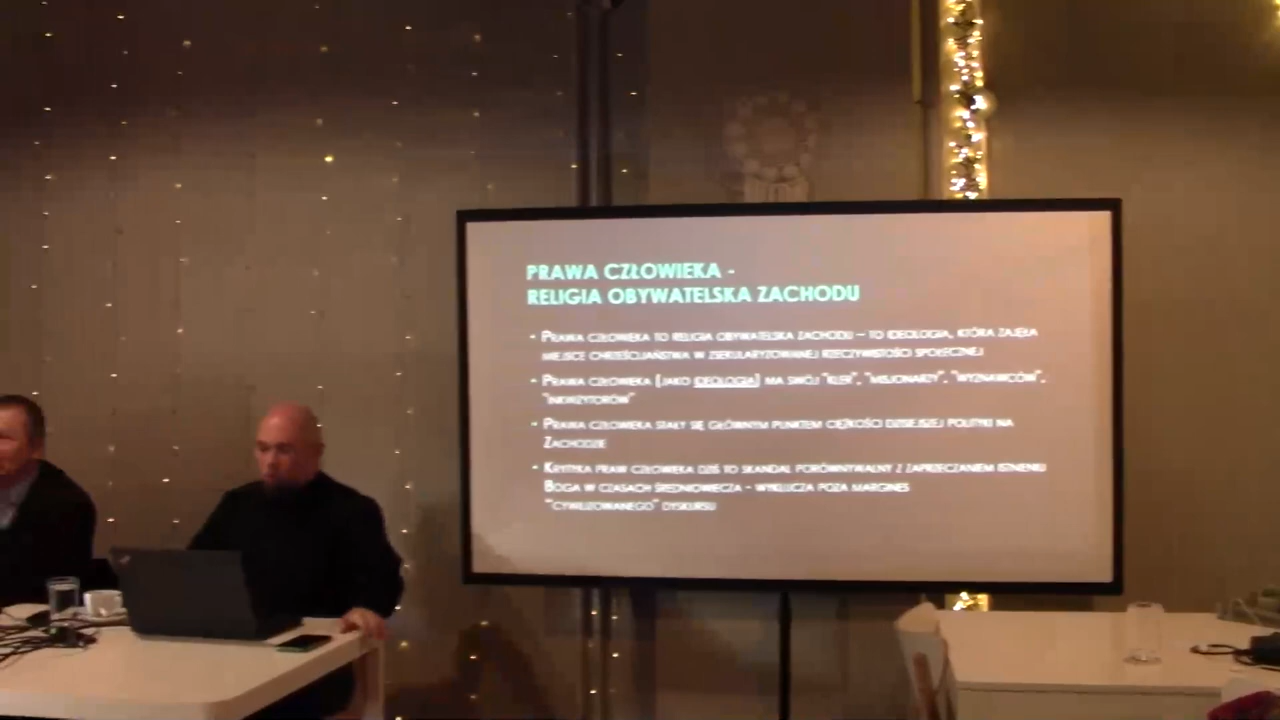 PRAWA CZŁOWIEKA -
RELIGIA OBYWATELSKA ZACHODU
- PRAWA CZŁOWIEKA TO RELIGIA OBYWATELSKA ZACHODU – TO IDEOLOGIA, KTÓRA ZAJĘŁA
MIEJSCE CHRZEŚCIJAŃSTWA W ZSEKULARYZOWANEJ RZECZYWISTOŚCI SPOŁECZNEJ
- PRAWA CZŁOWIEKA (JAKO IDEOLOGIA) MA SWÓJ "KLER", "MISJONARZY", "WYZNAWCÓW",
"INKWIZYTORÓW"
- PRAWA CZŁOWIEKA STAŁY SIĘ GŁÓWNYM PUNKTEM CIĘŻKOŚCI DZISIEJSZEJ POLITYKI NA
ZACHODZIE
- KRYTYKA PRAW CZŁOWIEKA DZIŚ TO SKANDAL PORÓWNYWALNY Z ZAPRZECZANIEM ISTNIENIU
BOGA W CZASACH ŚREDNIOWIECZA - WYKLUCZA POZA MARGINES
"CYWILIZOWANEGO" DYSKURSU